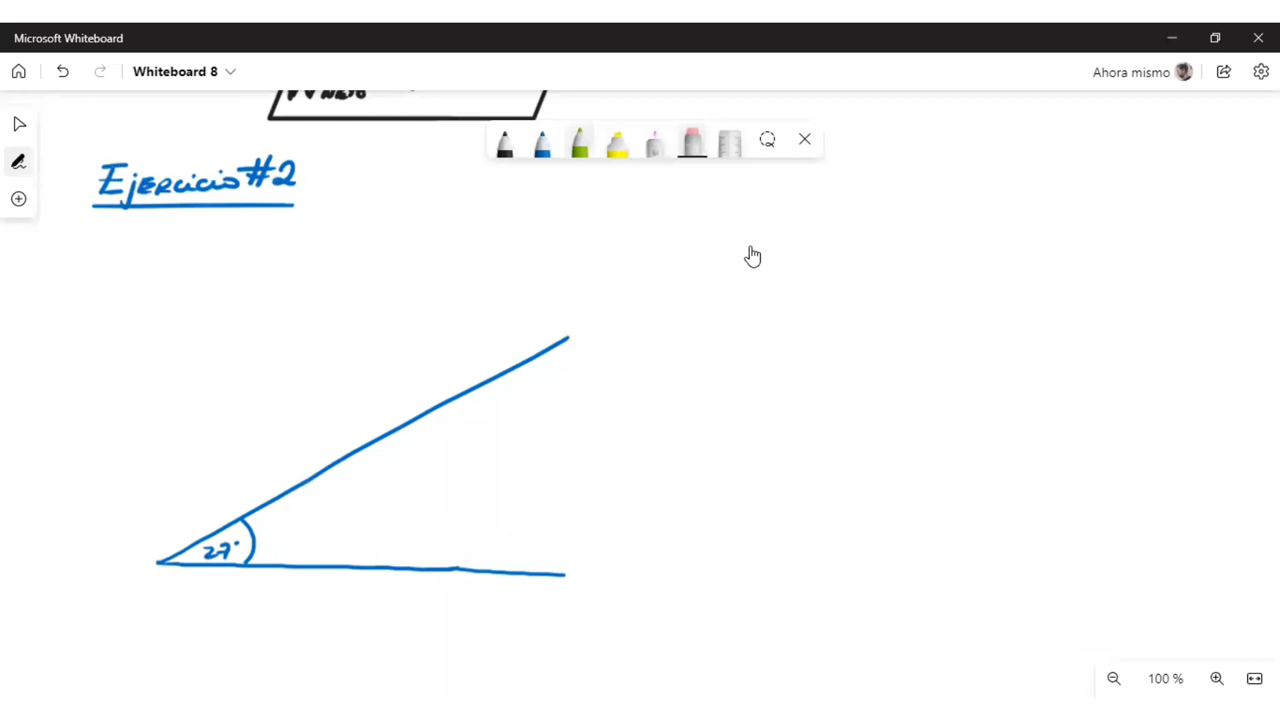 Microsoft Whiteboard
Whiteboard 8
Ahora mismo
Ejercicio #2
27°
100 %